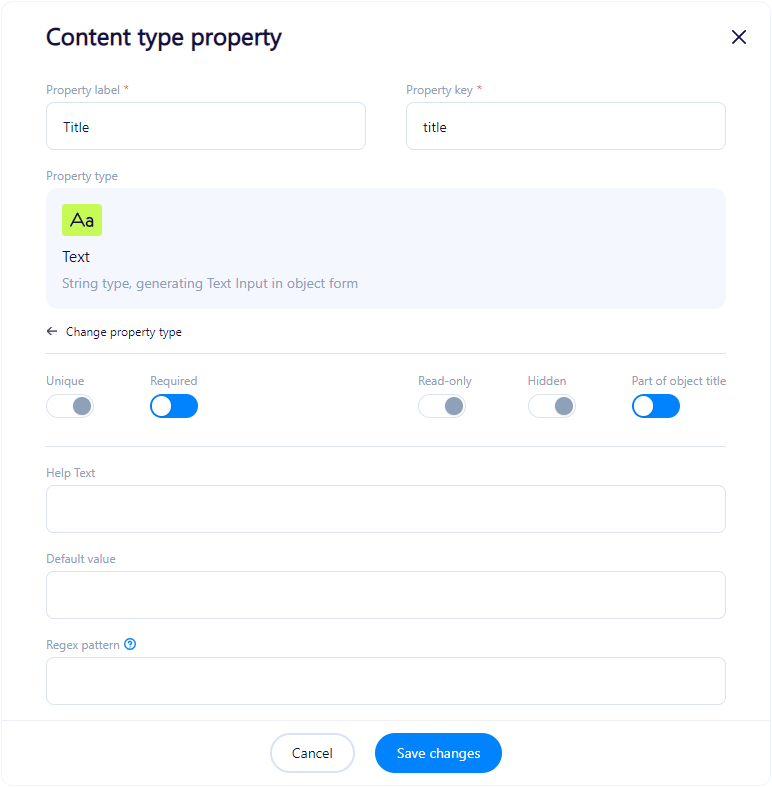 Content type property
Property label * Property key *
Title title
Property type
Aa
Text
String type, generating Text Input in object form
Change property type
Unique Required Read-only Hidden Part of object title
Help Text
Default value
Regex pattern ?
Cancel Save changes